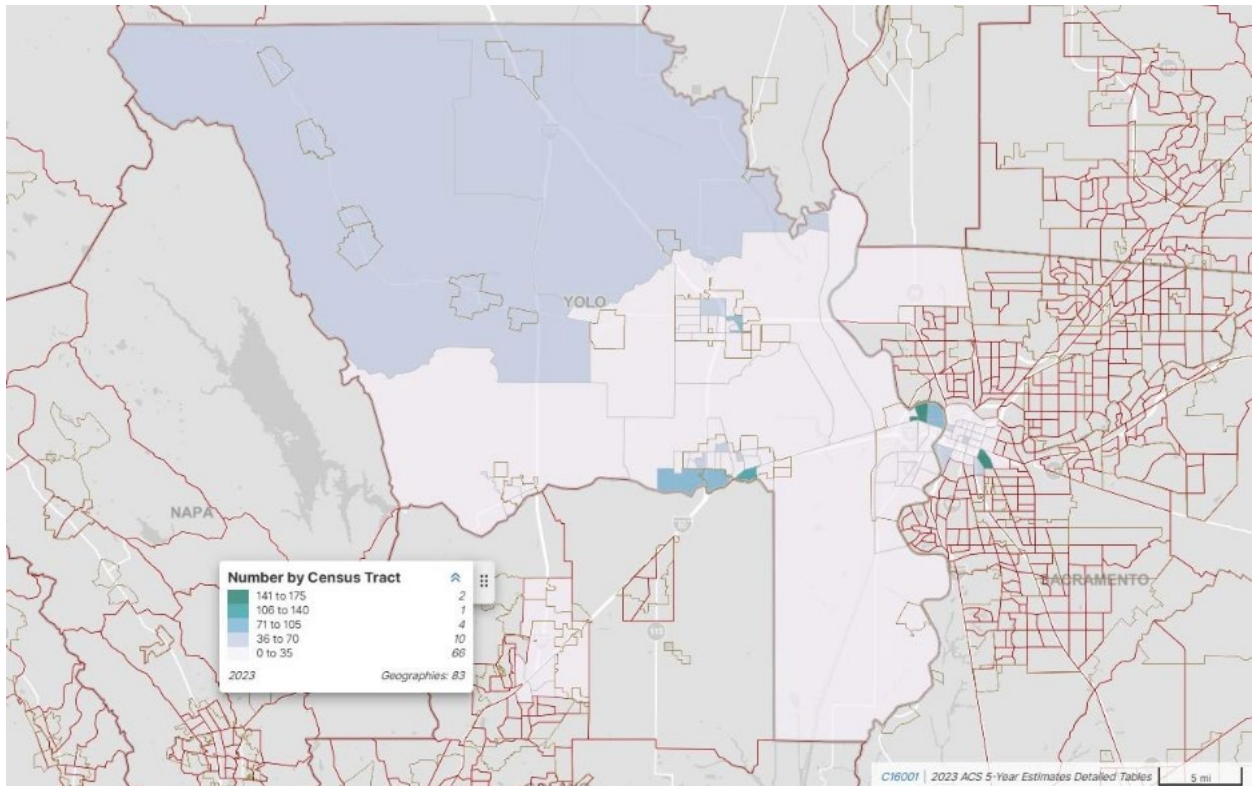 YOLO
NAPA
SACRAMENTO
80
113
Number by Census Tract
141 to 175 2
106 to 140 1
71 to 105 4
36 to 70 10
0 to 35 66
2023 Geographies: 83
C16001 | 2023 ACS 5-Year Estimates Detailed Tables 5 mi